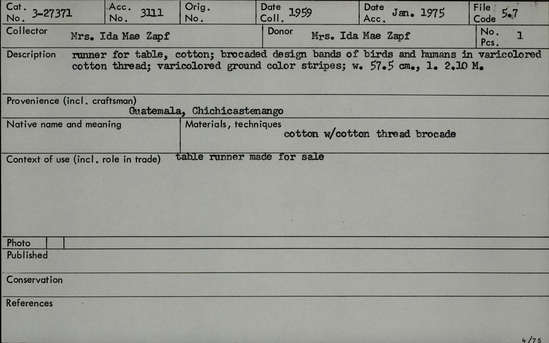 Cat. No. 3-27371 Acc. No. 3111 Orig. No. Date Coll. 1959 Date Acc. Jan. 1975 File Code 5.7
Collector Mrs. Ida Mae Zapf Donor Mrs. Ida Mae Zapf No. Pcs. 1
Description runner for table, cotton; brocaded design bands of birds and humans in varicolored
cotton thread; varicolored ground color stripes; w. 57.5 cm., l. 2.10 M.
Provenience (incl. craftsman)
Guatemala, Chichicastenango
Native name and meaning Materials, techniques
cotton w/cotton thread brocade
Context of use (incl. role in trade) table runner made for sale
Photo
Published
Conservation
References
4/75